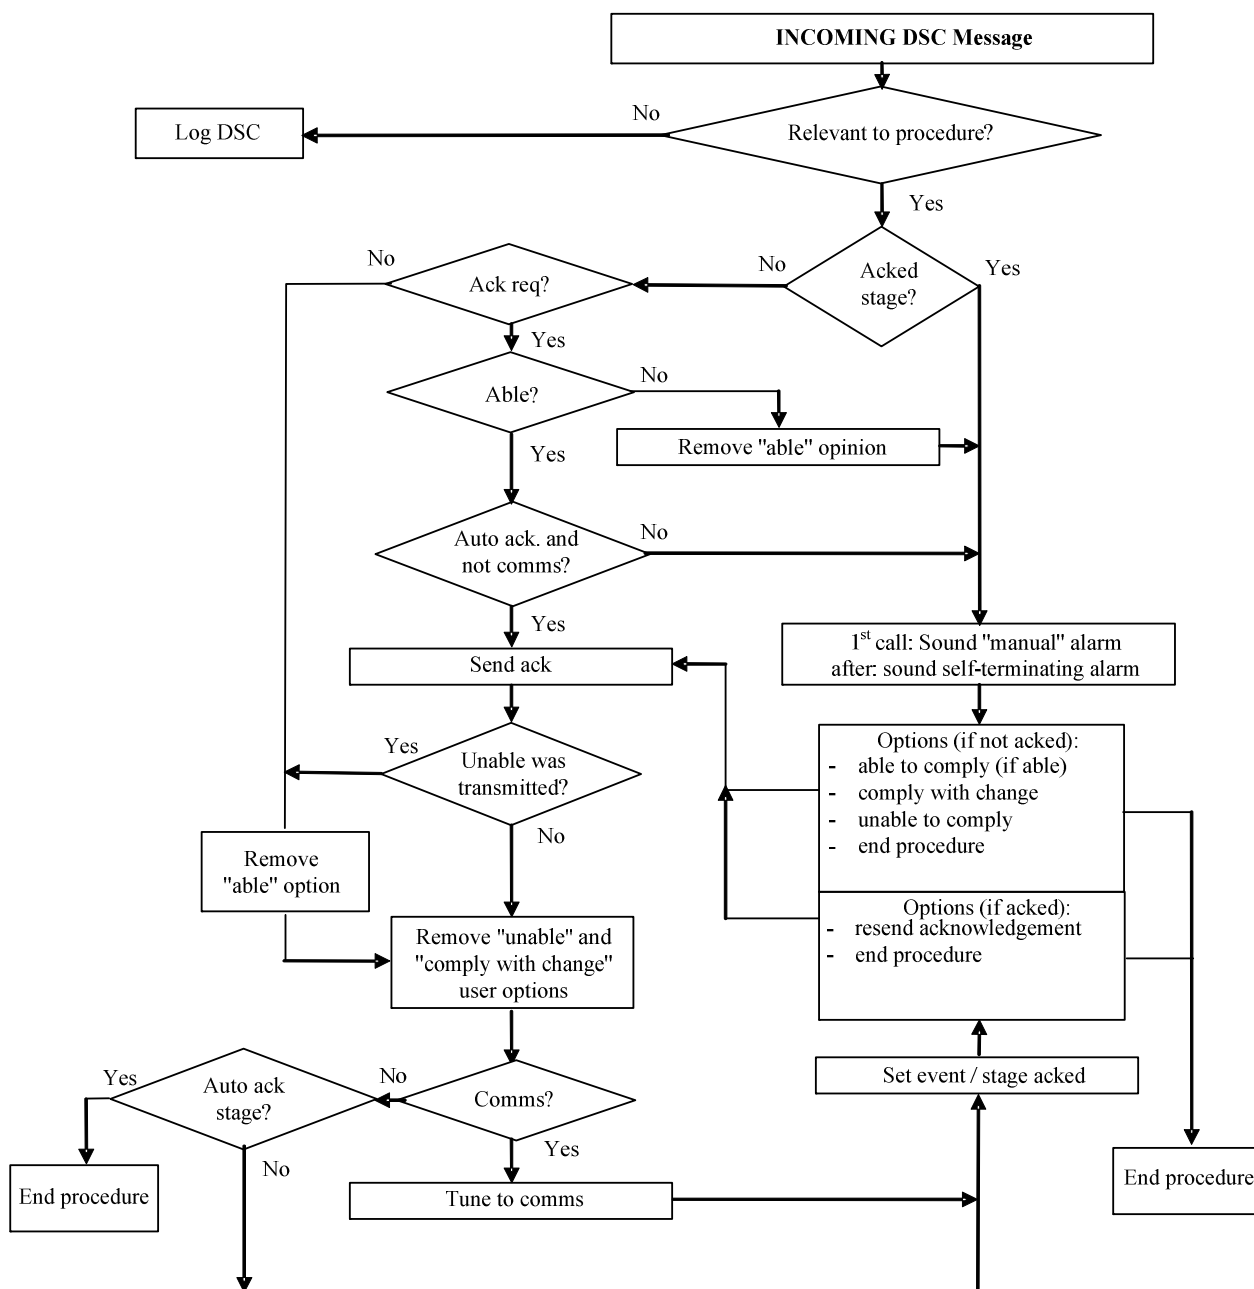 INCOMING DSC Message
No
Log DSC
Relevant to procedure?
Yes
No
Ack req?
No
Acked
stage?
Yes
Yes
Able?
No
Remove "able" opinion
Yes
Auto ack. and
not comms?
No
Yes
Send ack
1st call: Sound "manual" alarm
after: sound self-terminating alarm
Yes
Unable was
transmitted?
No
Options (if not acked):
- able to comply (if able)
- comply with change
- unable to comply
- end procedure
Remove
"able" option
Options (if acked):
- resend acknowledgement
- end procedure
Remove "unable" and
"comply with change"
user options
Set event / stage acked
Yes
Auto ack
stage?
No
Comms?
Yes
No
End procedure
Tune to comms
End procedure